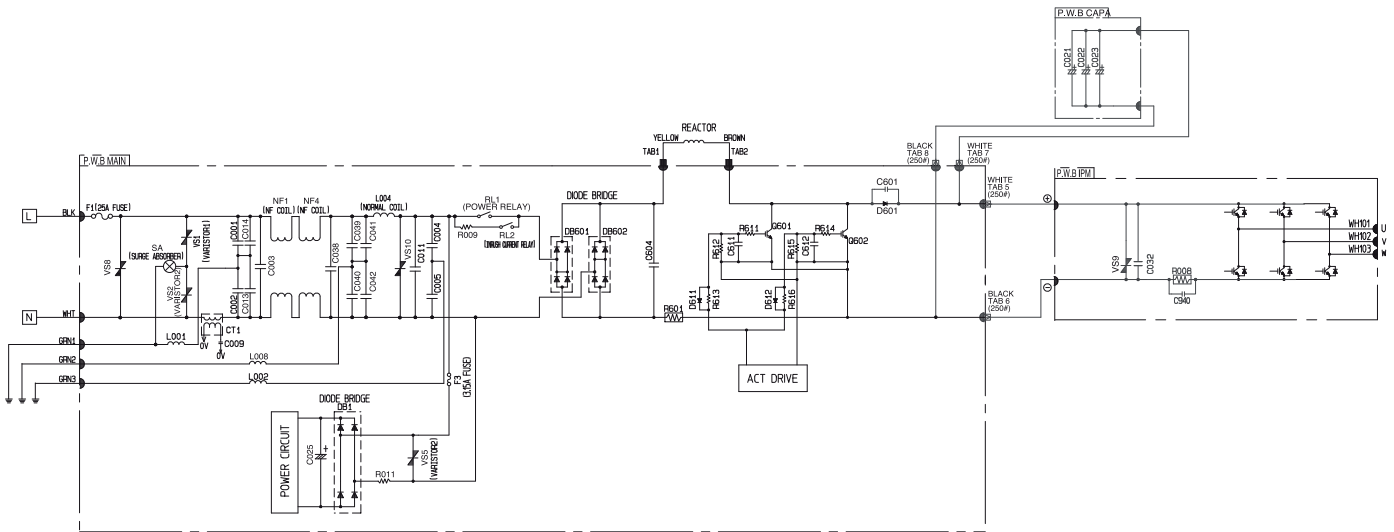 P.W.B CAPA
C021
C022
C023
REACTOR
YELLOW
BROWN
TAB1
TAB2
BLACK
TAB 8
(250#)
WHITE
TAB 7
(250#)
P.W.B MAIN
WHITE
TAB 5
(250#)
P.W.B IPM
L
BLK
F1(25A FUSE)
NF1
(NF COIL)
NF4
(NF COIL)
L004
(NORMAL COIL)
RL1
(POWER RELAY)
R009
RL2
(INRUSH CURRENT RELAY)
DIODE BRIDGE
DB601
DB602
C604
C601
D601
VS8
SA
(SURGE ABSORBER)
VS1
(VARISTOR1)
VS2
(VARISTOR2)
C001
C014
C002
C013
C003
C038
C039
C041
C040
C042
VS10
C011
C004
C005
R611
Q601
R612
C611
R615
C612
R614
Q602
D611
R613
D612
R616
R601
N
WHT
BLACK
TAB 6
(250#)
CT1
0V
C009
0V
GRN1
L001
GRN2
L008
GRN3
L002
F3
(3.15A FUSE)
ACT DRIVE
DIODE BRIDGE
DB1
POWER CIRCUIT
C025
+
R011
VS5
(VARISTOR2)
+
−
VS9
C032
R008
C940
WH101
U
WH102
V
WH103
W